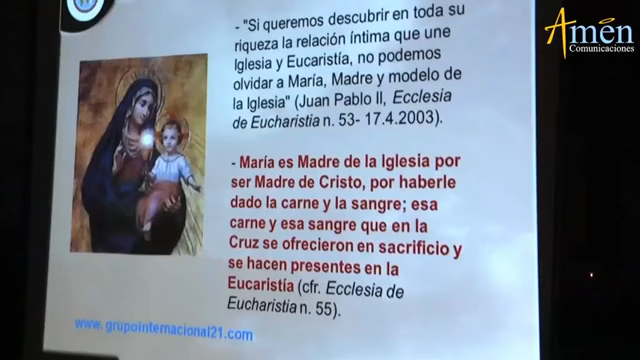 Amén
Comunicaciones
- "Si queremos descubrir en toda su
riqueza la relación íntima que une
Iglesia y Eucaristía, no podemos
olvidar a María, Madre y modelo de
la Iglesia" (Juan Pablo II, Ecclesia
de Eucharistia n. 53- 17.4.2003).
- María es Madre de la Iglesia por
ser Madre de Cristo, por haberle
dado la carne y la sangre; esa
carne y esa sangre que en la
Cruz se ofrecieron en sacrificio y
se hacen presentes en la
Eucaristía (cfr. Ecclesia de
Eucharistia n. 55).
www. grupointernacional21.com